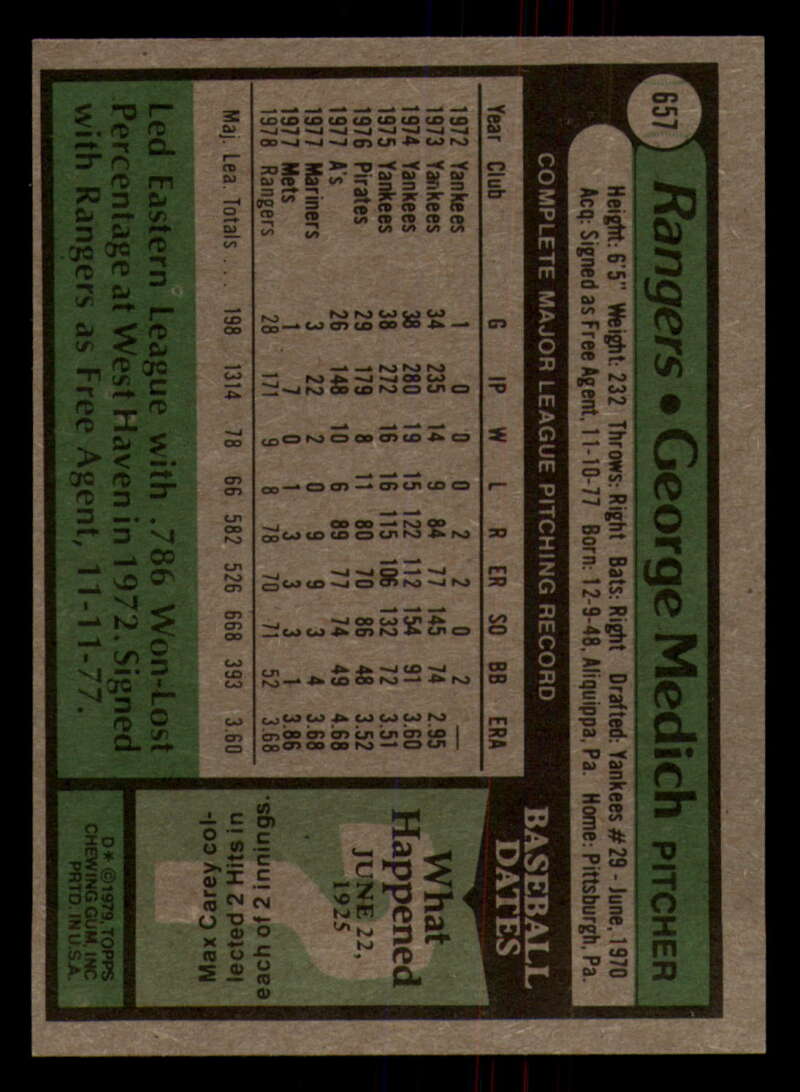 657
Rangers • George Medich PITCHER
Height: 6'5" Weight: 232 Throws: Right Bats: Right Drafted: Yankees #29 - June, 1970
Acq: Signed as Free Agent, 11-10-77 Born: 12-9-48, Aliquippa, Pa. Home: Pittsburgh, Pa.
COMPLETE MAJOR LEAGUE PITCHING RECORD
Year Club G IP W L R ER SO BB ERA
1972 Yankees 1 0 0 0 2 2 0 2 —
1973 Yankees 34 235 14 9 84 77 145 74 2.95
1974 Yankees 38 280 19 15 122 112 154 91 3.60
1975 Yankees 38 272 16 16 115 106 132 72 3.51
1976 Pirates 29 179 8 11 80 70 86 48 3.52
1977 A's 26 148 10 6 89 77 74 49 4.68
1977 Mariners 3 22 2 0 9 9 3 4 3.68
1977 Mets 1 7 0 1 3 3 3 1 3.86
1978 Rangers 28 171 9 8 78 70 71 52 3.68
Maj. Lea. Totals . . . . 198 1314 78 66 582 526 668 393 3.60
Led Eastern League with .786 Won-Lost
Percentage at West Haven in 1972. Signed
with Rangers as Free Agent, 11-11-77.
BASEBALL
DATES
What
Happened
JUNE 22,
1925
Max Carey col-
lected 2 Hits in
each of 2 innings.
D* ©1979, TOPPS
CHEWING GUM, INC
PRTD. IN U.S.A.